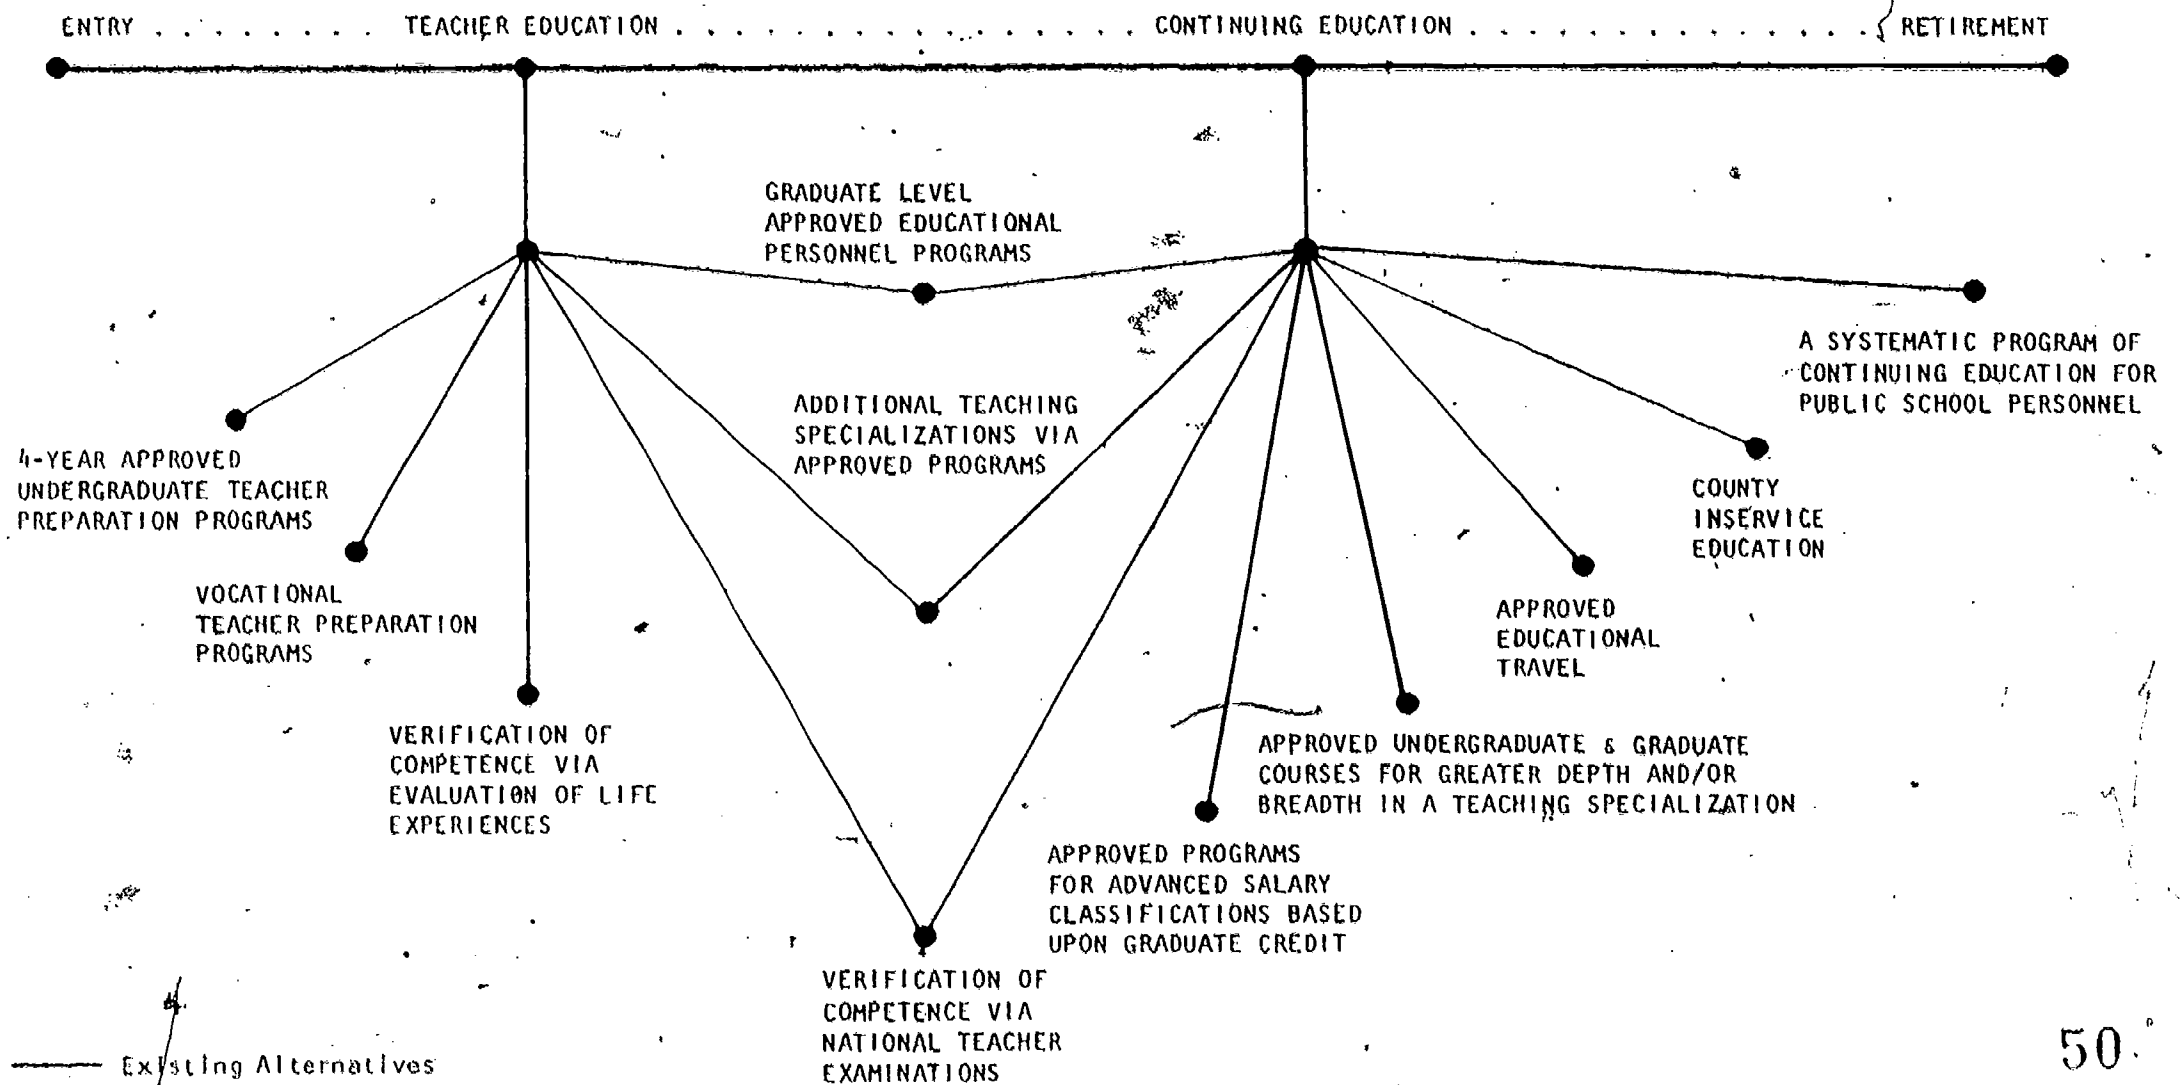 ENTRY . . . . . . . . TEACHER EDUCATION . . . . . . . . . . . . . . CONTINUING EDUCATION . . . . . . . . . . . . . RETIREMENT
GRADUATE LEVEL
APPROVED EDUCATIONAL
PERSONNEL PROGRAMS
A SYSTEMATIC PROGRAM OF
CONTINUING EDUCATION FOR
PUBLIC SCHOOL PERSONNEL
ADDITIONAL TEACHING
SPECIALIZATIONS VIA
APPROVED PROGRAMS
4-YEAR APPROVED
UNDERGRADUATE TEACHER
PREPARATION PROGRAMS
COUNTY
INSERVICE
EDUCATION
VOCATIONAL
TEACHER PREPARATION
PROGRAMS
APPROVED
EDUCATIONAL
TRAVEL
VERIFICATION OF
COMPETENCE VIA
EVALUATION OF LIFE
EXPERIENCES
APPROVED UNDERGRADUATE & GRADUATE
COURSES FOR GREATER DEPTH AND/OR
BREADTH IN A TEACHING SPECIALIZATION
APPROVED PROGRAMS
FOR ADVANCED SALARY
CLASSIFICATIONS BASED
UPON GRADUATE CREDIT
VERIFICATION OF
COMPETENCE VIA
NATIONAL TEACHER
EXAMINATIONS
Existing Alternatives
50